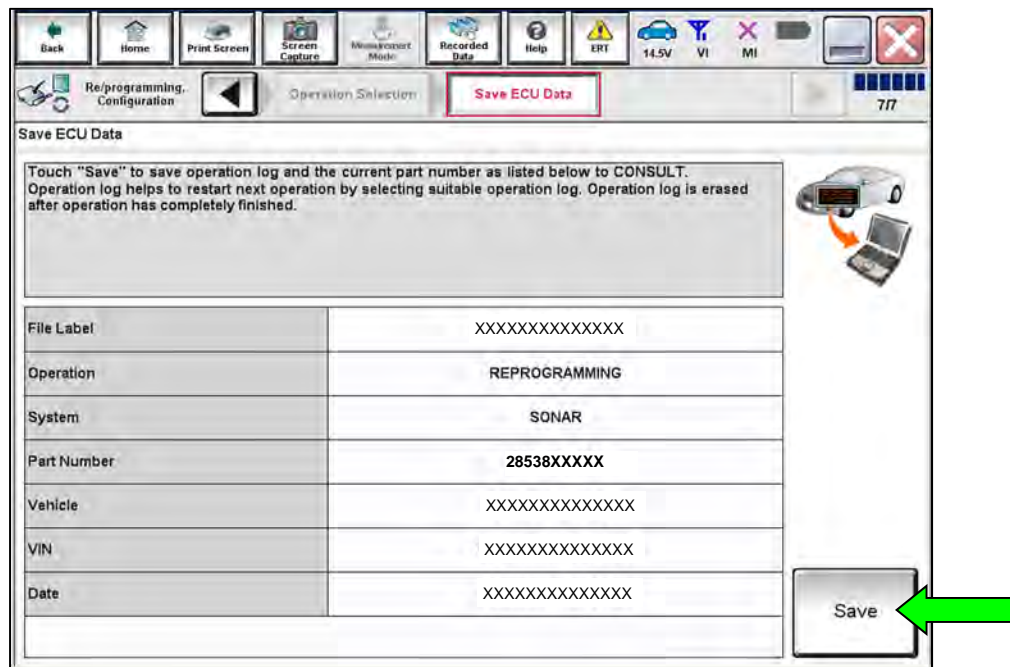 Back Home Print Screen Screen Capture Measurement Mode Recorded Data Help ERT 14.5V VI MI
Re/programming, Configuration Operation Selection Save ECU Data 7/7
Save ECU Data
Touch "Save" to save operation log and the current part number as listed below to CONSULT.
Operation log helps to restart next operation by selecting suitable operation log. Operation log is erased
after operation has completely finished.
File Label XXXXXXXXXXXXXX
Operation REPROGRAMMING
System SONAR
Part Number 28538XXXXX
Vehicle XXXXXXXXXXXXXX
VIN XXXXXXXXXXXXXX
Date XXXXXXXXXXXXXX
Save